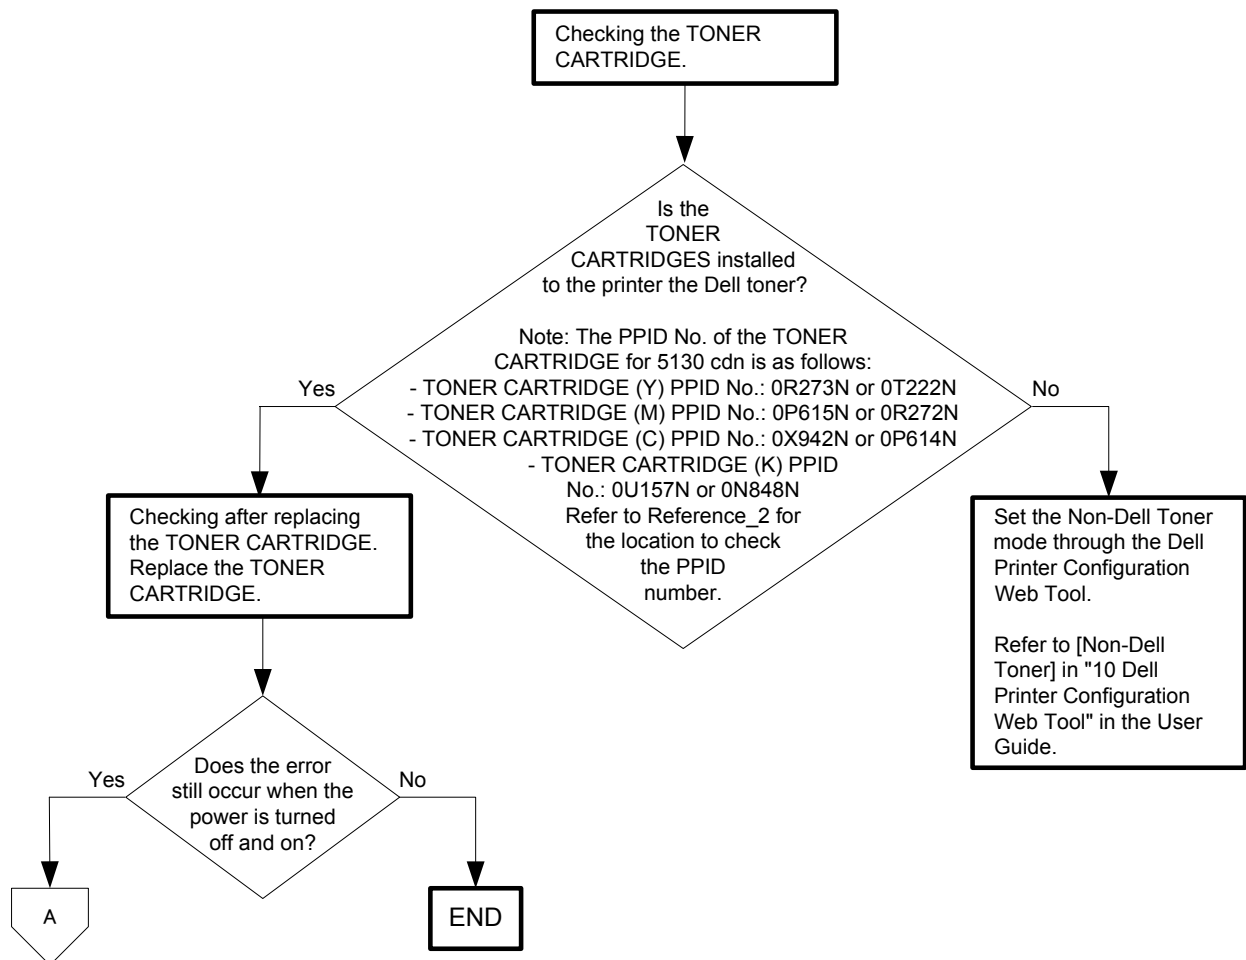 Checking the TONER
CARTRIDGE.
Is the
TONER
CARTRIDGES installed
to the printer the Dell toner?
Note: The PPID No. of the TONER
CARTRIDGE for 5130 cdn is as follows:
- TONER CARTRIDGE (Y) PPID No.: 0R273N or 0T222N
- TONER CARTRIDGE (M) PPID No.: 0P615N or 0R272N
- TONER CARTRIDGE (C) PPID No.: 0X942N or 0P614N
- TONER CARTRIDGE (K) PPID
No.: 0U157N or 0N848N
Refer to Reference_2 for
the location to check
the PPID
number.
Yes
No
Checking after replacing
the TONER CARTRIDGE.
Replace the TONER
CARTRIDGE.
Set the Non-Dell Toner
mode through the Dell
Printer Configuration
Web Tool.
Refer to [Non-Dell
Toner] in "10 Dell
Printer Configuration
Web Tool" in the User
Guide.
Does the error
still occur when the
power is turned
off and on?
Yes
No
A
END